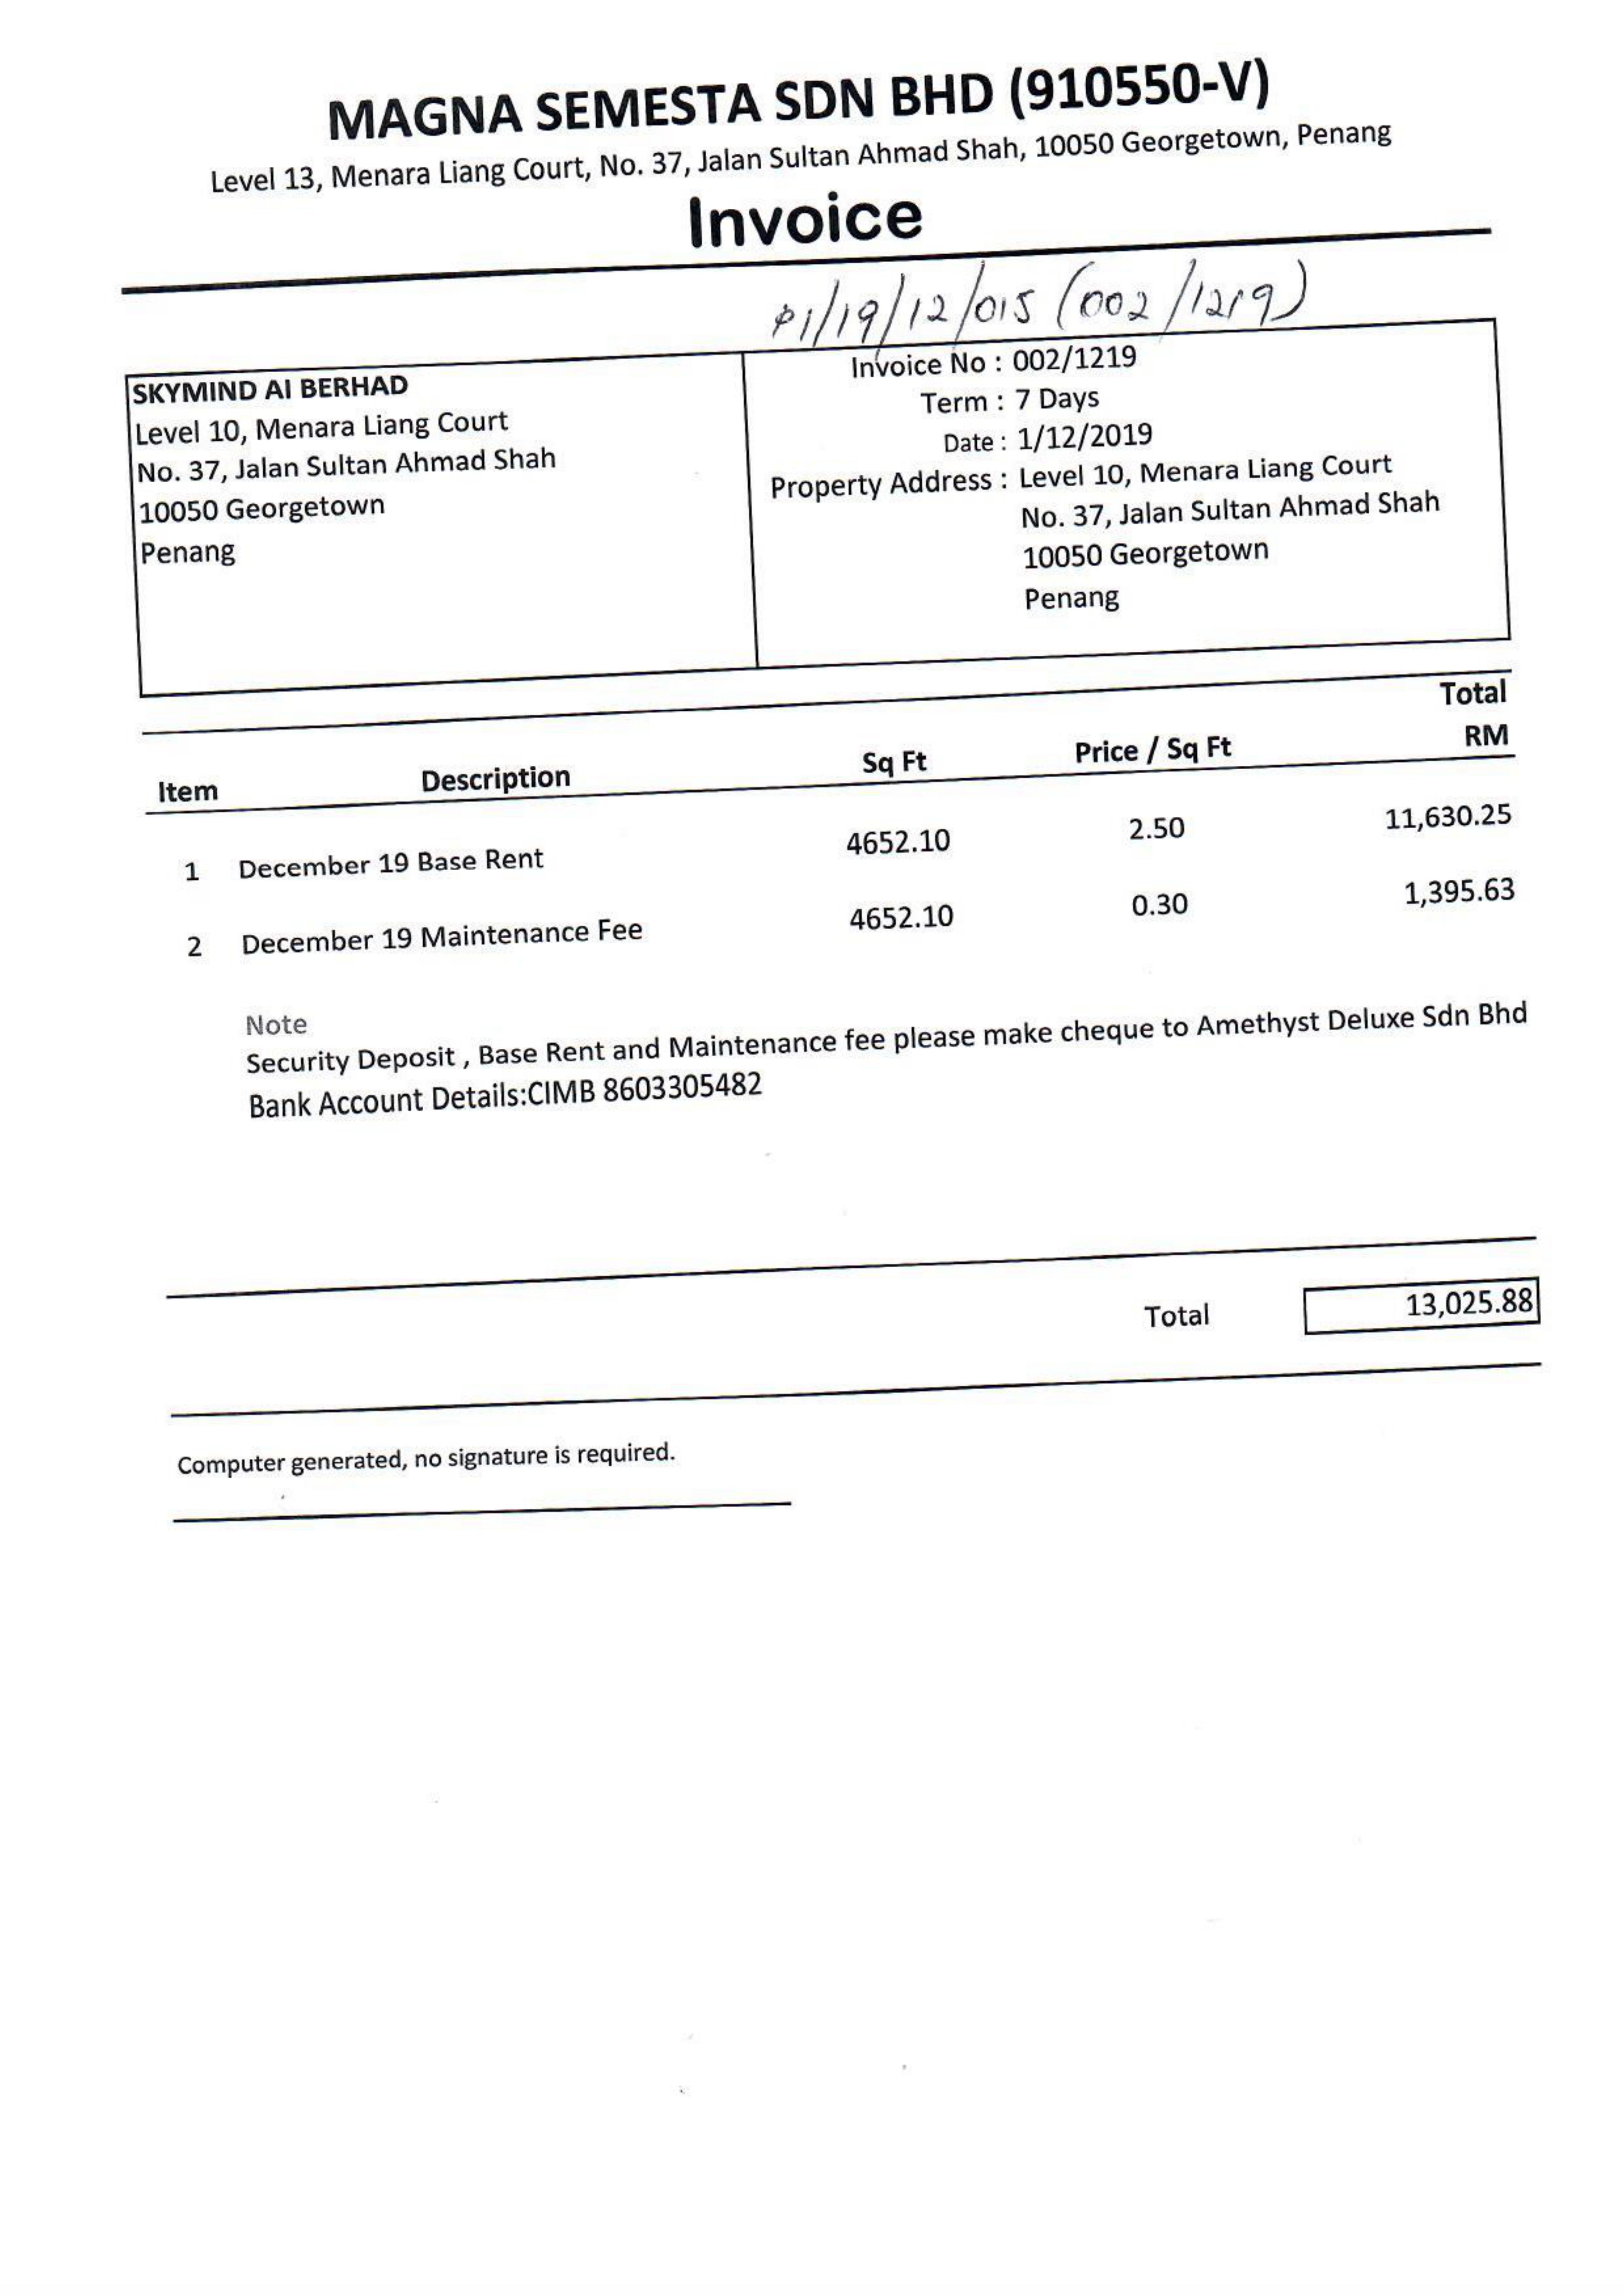 MAGNA SEMESTA SDN BHD (910550-V)
Level 13, Menara Liang Court, No. 37, Jalan Sultan Ahmad Shah, 10050 Georgetown, Penang
Invoice
PI/19/12/015 (002/1219)
SKYMIND AI BERHAD
Level 10, Menara Liang Court
No. 37, Jalan Sultan Ahmad Shah
10050 Georgetown
Penang
Invoice No : 002/1219
Term : 7 Days
Date : 1/12/2019
Property Address : Level 10, Menara Liang Court
No. 37, Jalan Sultan Ahmad Shah
10050 Georgetown
Penang
Total
Item Description Sq Ft Price / Sq Ft RM
1 December 19 Base Rent 4652.10 2.50 11,630.25
2 December 19 Maintenance Fee 4652.10 0.30 1,395.63
Note
Security Deposit , Base Rent and Maintenance fee please make cheque to Amethyst Deluxe Sdn Bhd
Bank Account Details:CIMB 8603305482
Total 13,025.88
Computer generated, no signature is required.